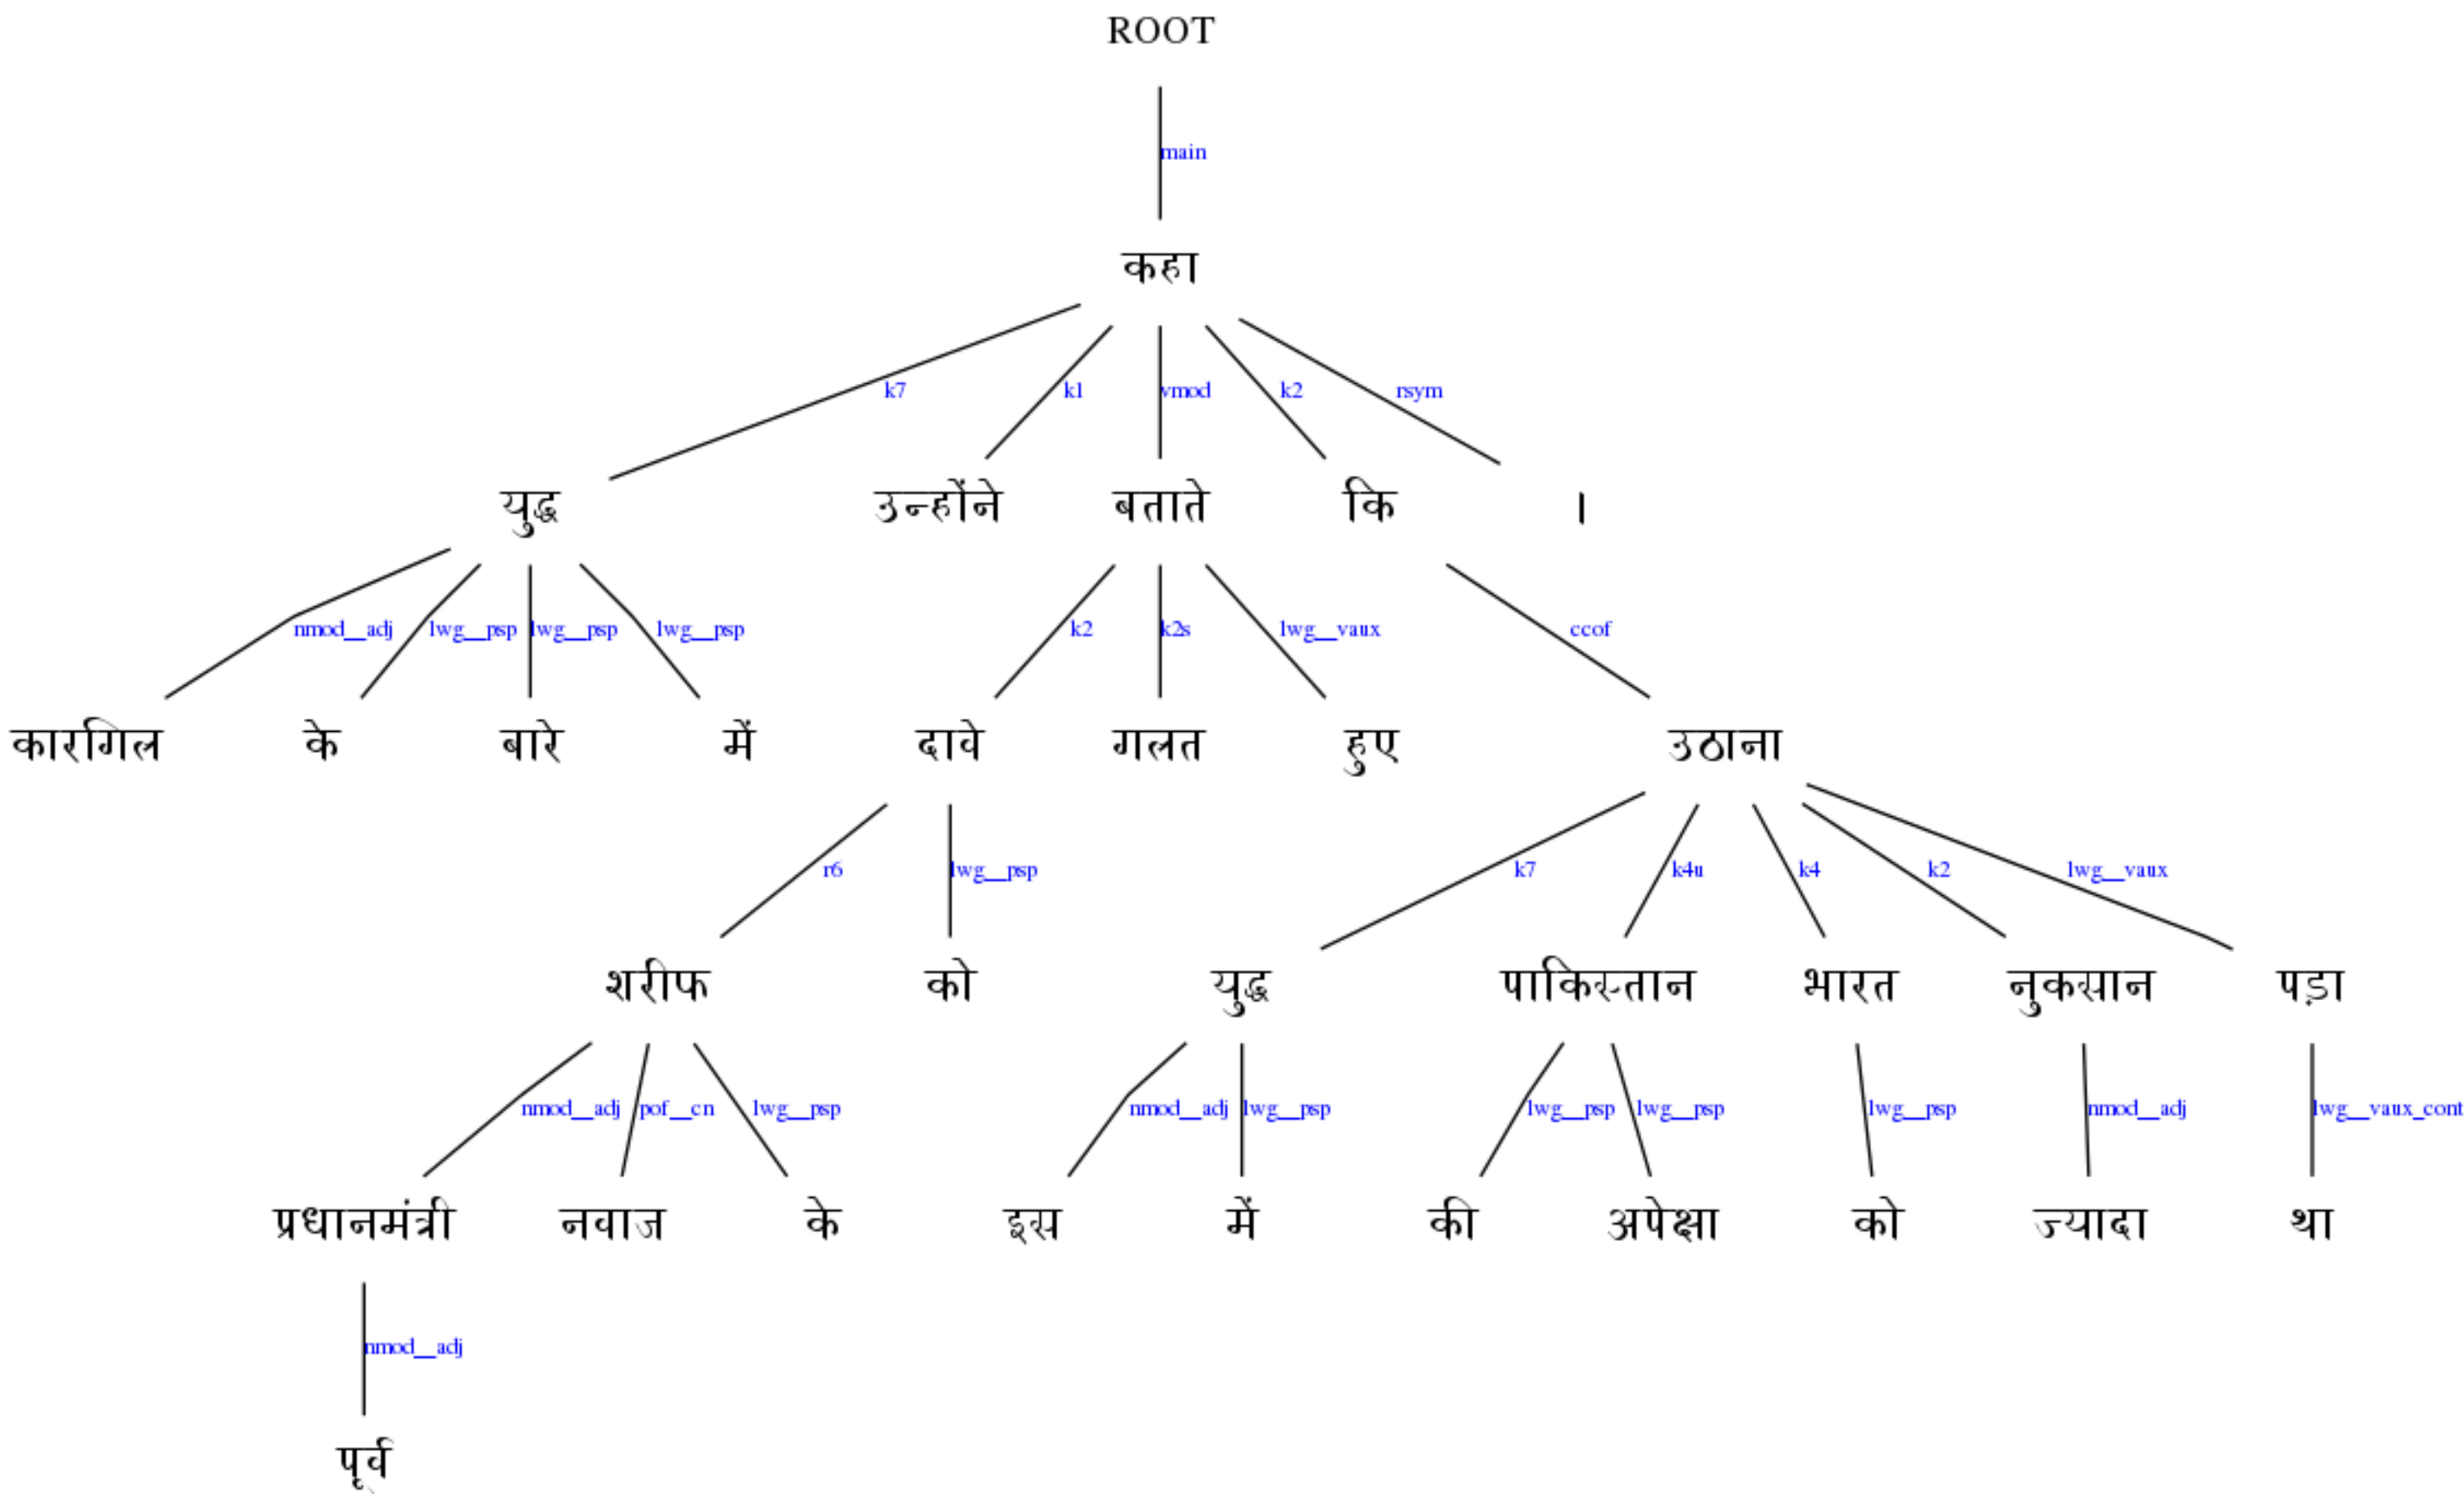 ROOT
main
कहा
k7 k1 vmod k2 rsym
युद्ध उन्होंने बताते कि ।
nmod__adj lwg__psp lwg__psp lwg__psp k2 k2s lwg__vaux ccof
कारगिल के बारे में दावे गलत हुए उठाना
r6 lwg__psp k7 k4u k4 k2 lwg__vaux
शरीफ को युद्ध पाकिस्तान भारत नुकसान पड़ा
nmod__adj pof__cn lwg__psp nmod__adj lwg__psp lwg__psp lwg__psp lwg__psp nmod__adj lwg__vaux_cont
प्रधानमंत्री नवाज के इस में की अपेक्षा को ज्यादा था
nmod__adj
पूर्व